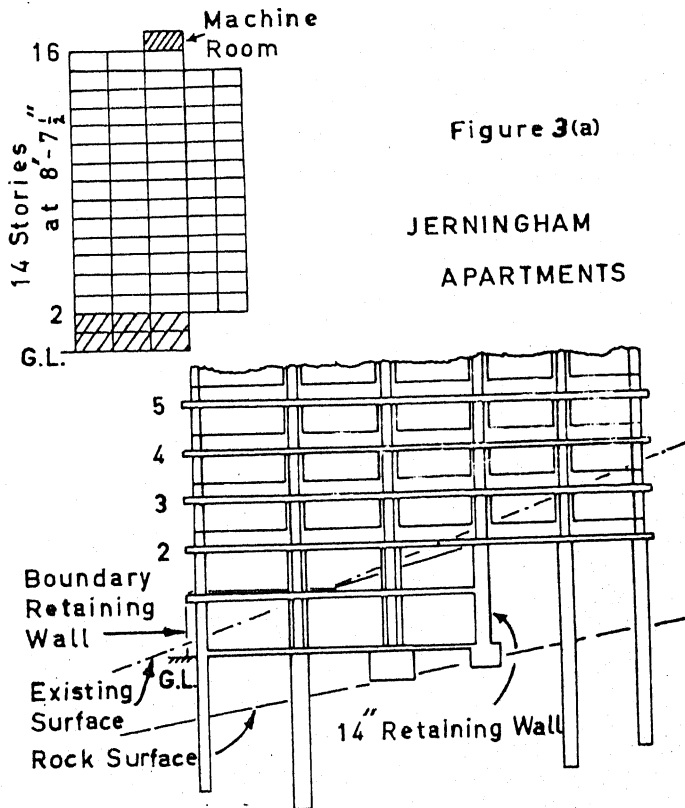 Machine
Room
16
14 Stories
at 8'-7½"
2
G.L.
Figure 3(a)
JERNINGHAM
APARTMENTS
5
4
3
2
Boundary
Retaining
Wall
G.L.
Existing
Surface
Rock Surface
14" Retaining Wall